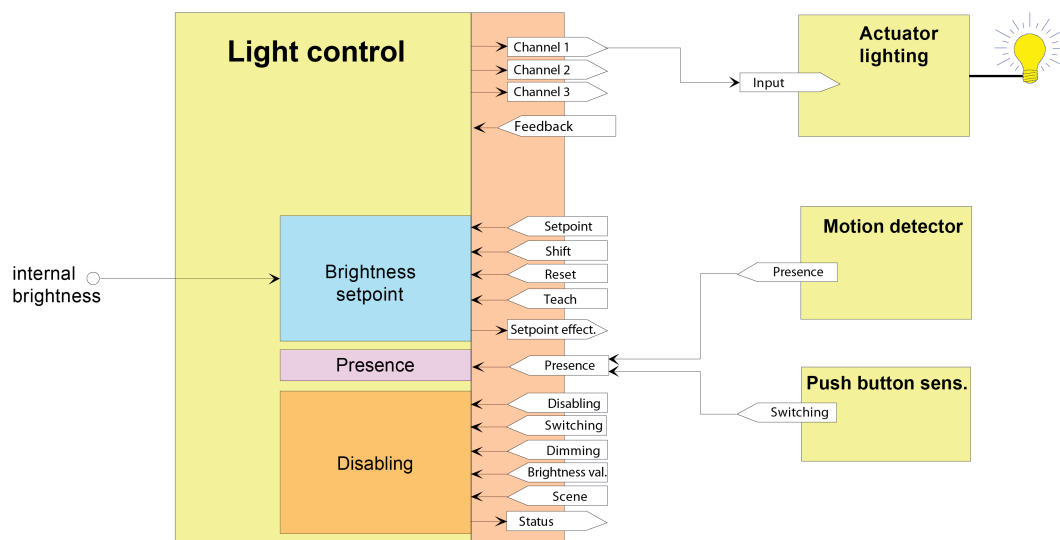 Light control
Channel 1
Channel 2
Channel 3
Feedback
Actuator
lighting
Input
internal
brightness
Brightness
setpoint
Setpoint
Shift
Reset
Teach
Setpoint effect.
Motion detector
Presence
Presence
Presence
Push button sens.
Switching
Disabling
Disabling
Switching
Dimming
Brightness val.
Scene
Status